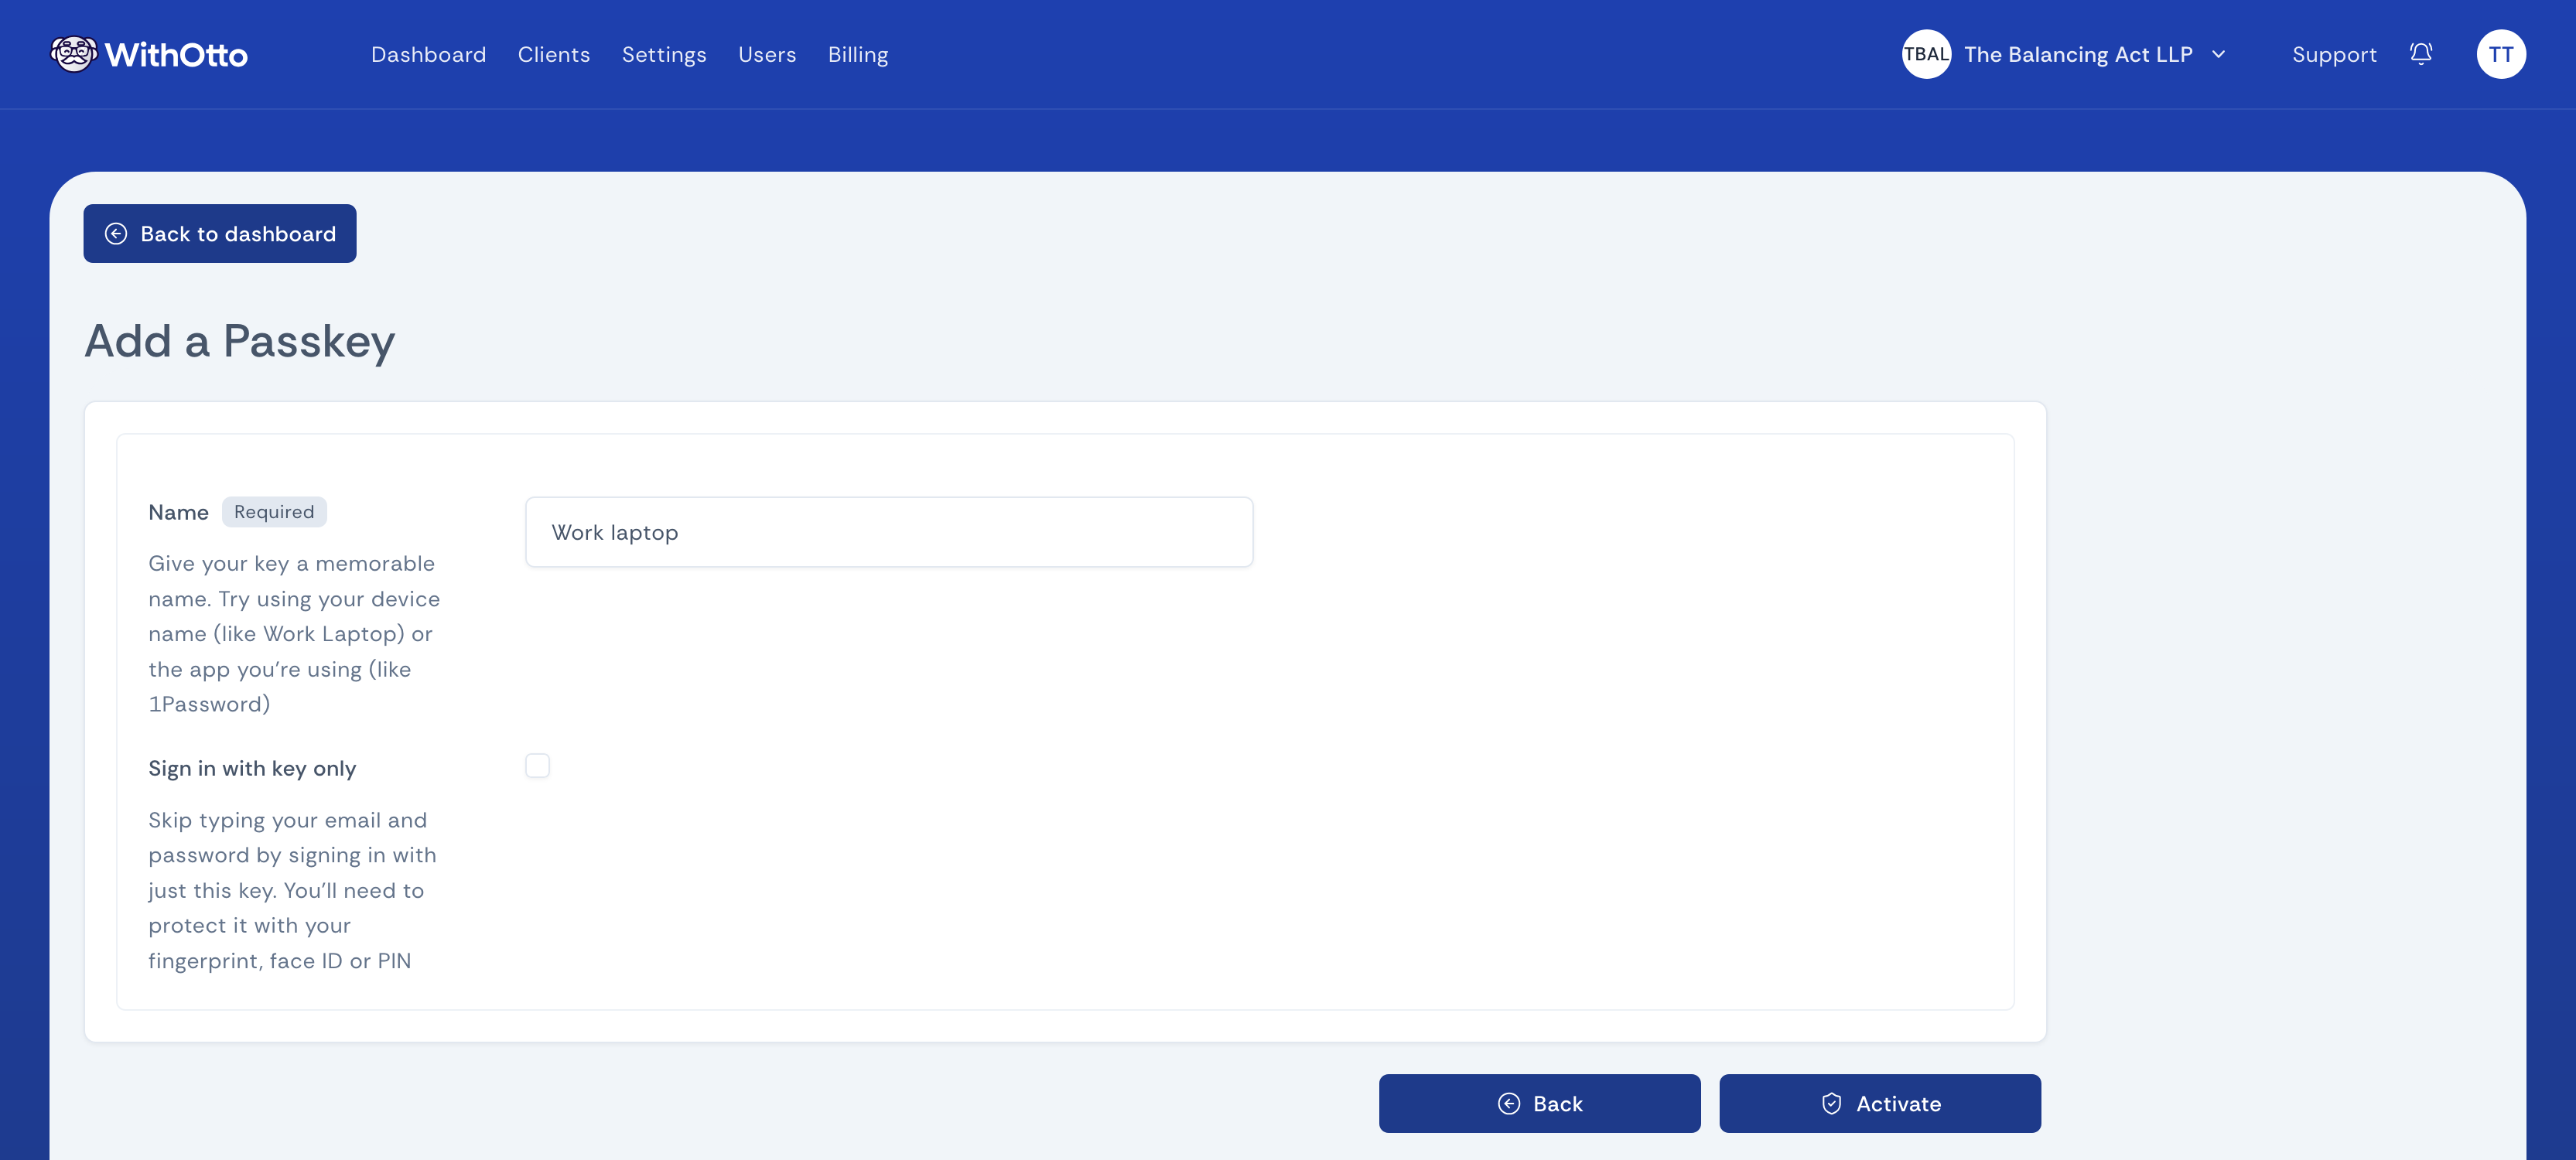 WithOtto
Dashboard Clients Settings Users Billing
TBAL The Balancing Act LLP
Support
TT
Back to dashboard
Add a Passkey
Name Required
Work laptop
Give your key a memorable
name. Try using your device
name (like Work Laptop) or
the app you’re using (like
1Password)
Sign in with key only
Skip typing your email and
password by signing in with
just this key. You’ll need to
protect it with your
fingerprint, face ID or PIN
Back
Activate